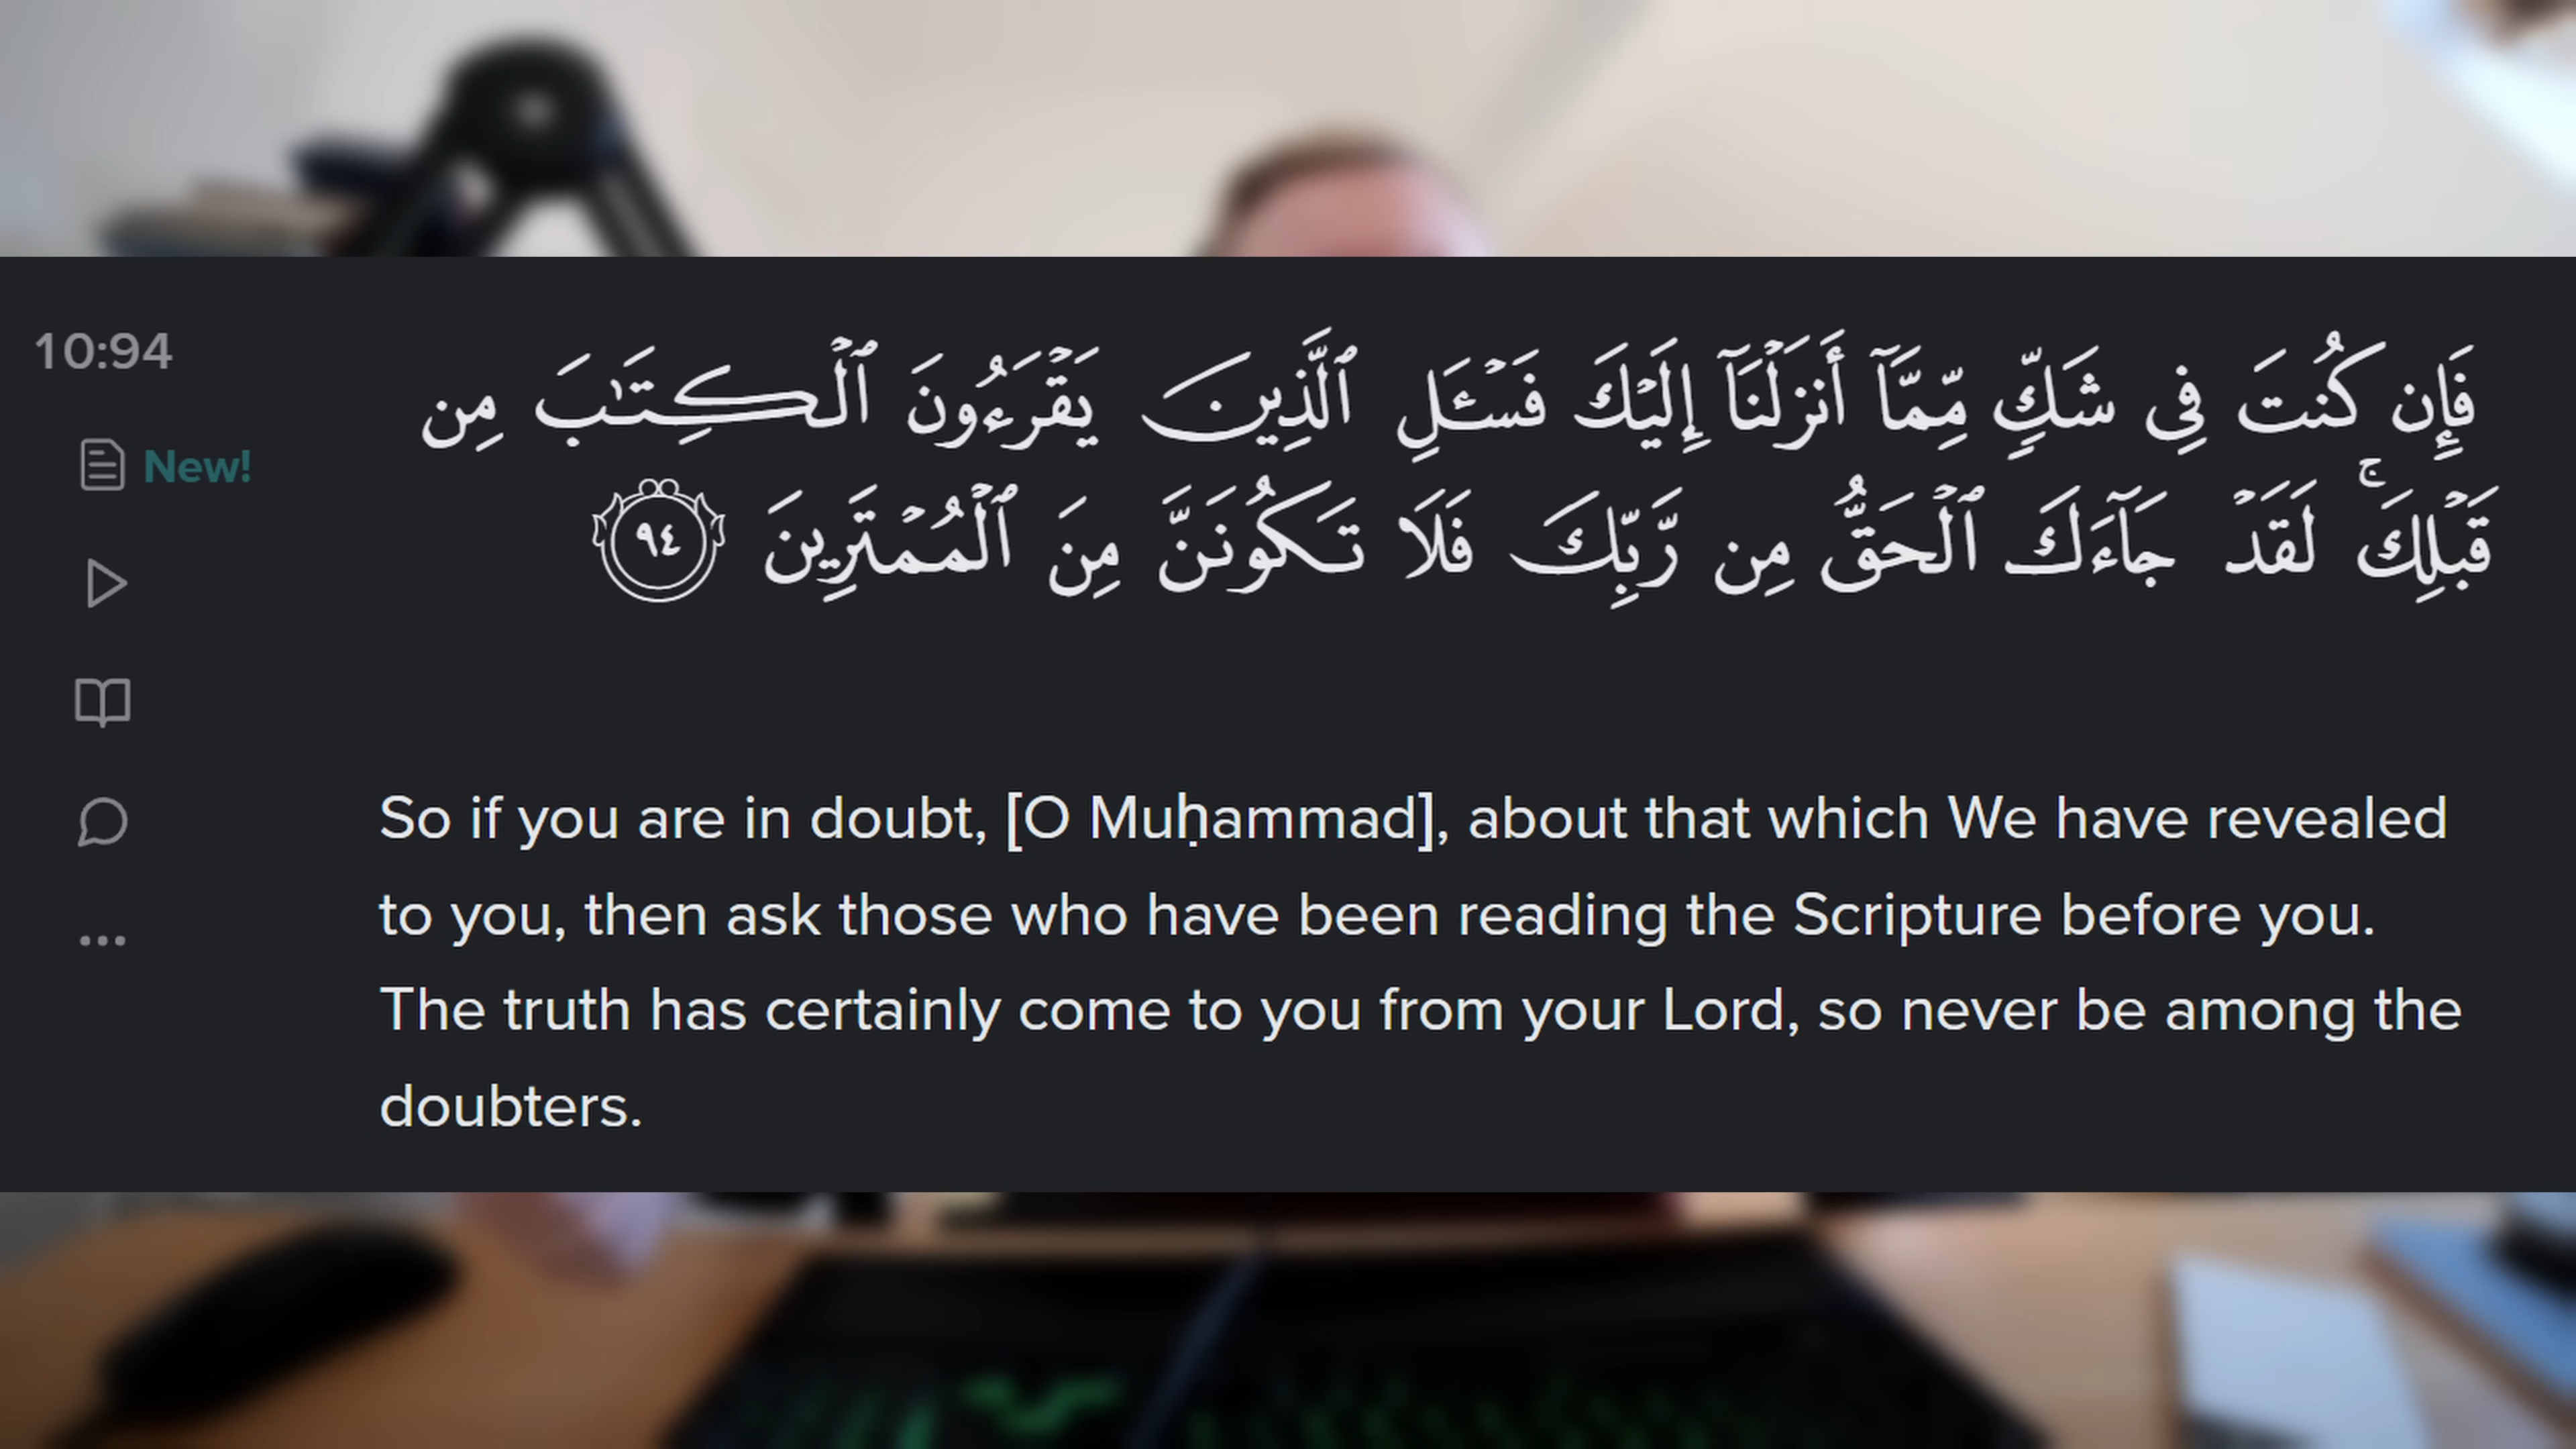 10:94
فَإِن كُنتَ فِى شَكٍّ مِّمَّآ أَنزَلْنَآ إِلَيْكَ فَسْـَٔلِ ٱلَّذِينَ يَقْرَءُونَ ٱلْكِتَـٰبَ مِن
قَبْلِكَ ۚ لَقَدْ جَآءَكَ ٱلْحَقُّ مِن رَّبِّكَ فَلَا تَكُونَنَّ مِنَ ٱلْمُمْتَرِينَ ٩٤
New!
So if you are in doubt, [O Muḥammad], about that which We have revealed
to you, then ask those who have been reading the Scripture before you.
The truth has certainly come to you from your Lord, so never be among the
doubters.